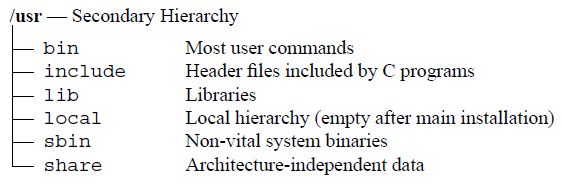 /usr — Secondary Hierarchy
bin Most user commands
include Header files included by C programs
lib Libraries
local Local hierarchy (empty after main installation)
sbin Non-vital system binaries
share Architecture-independent data